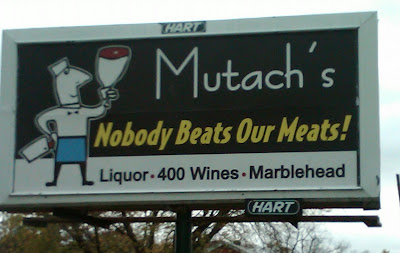 HART
Mutach's
Nobody Beats Our Meats!
Liquor • 400 Wines • Marblehead
HART